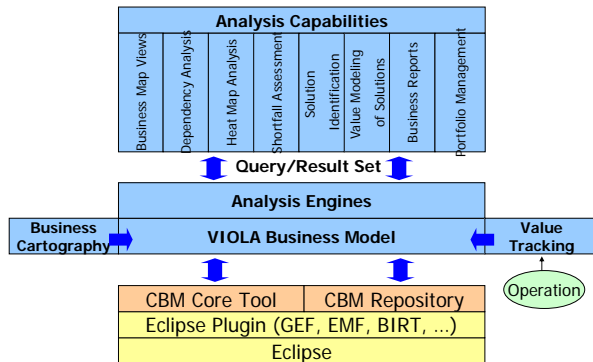 Analysis Capabilities
Business Map Views
Dependency Analysis
Heat Map Analysis
Shortfall Assessment
Solution
Identification
Value Modeling
of Solutions
Business Reports
Portfolio Management
Query/Result Set
Analysis Engines
Business
Cartography
VIOLA Business Model
Value
Tracking
Operation
CBM Core Tool
CBM Repository
Eclipse Plugin (GEF, EMF, BIRT, ...)
Eclipse